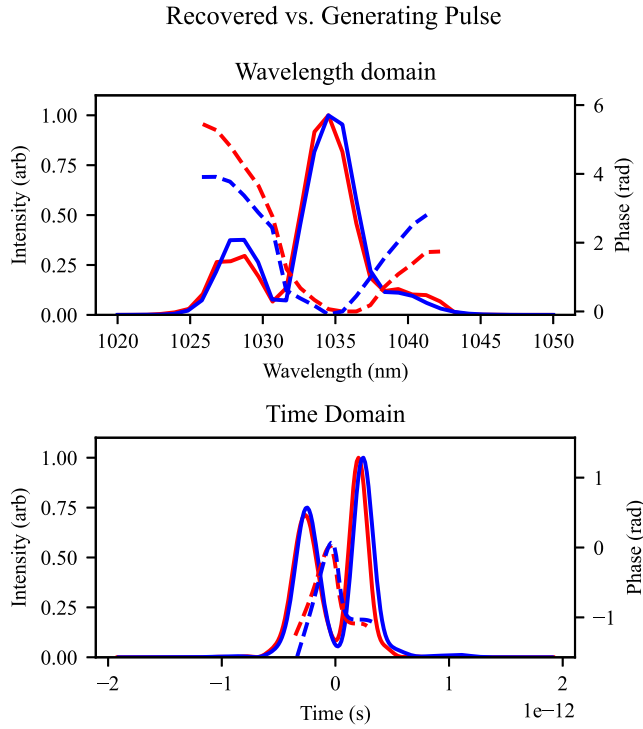 Recovered vs. Generating Pulse
Wavelength domain
1.00
0.75
0.50
0.25
0.00
Intensity (arb)
6
4
2
0
Phase (rad)
1020
1025
1030
1035
1040
1045
1050
Wavelength (nm)
Time Domain
1.00
0.75
0.50
0.25
0.00
Intensity (arb)
1
0
−1
Phase (rad)
−2
−1
0
1
2
Time (s)
1e−12